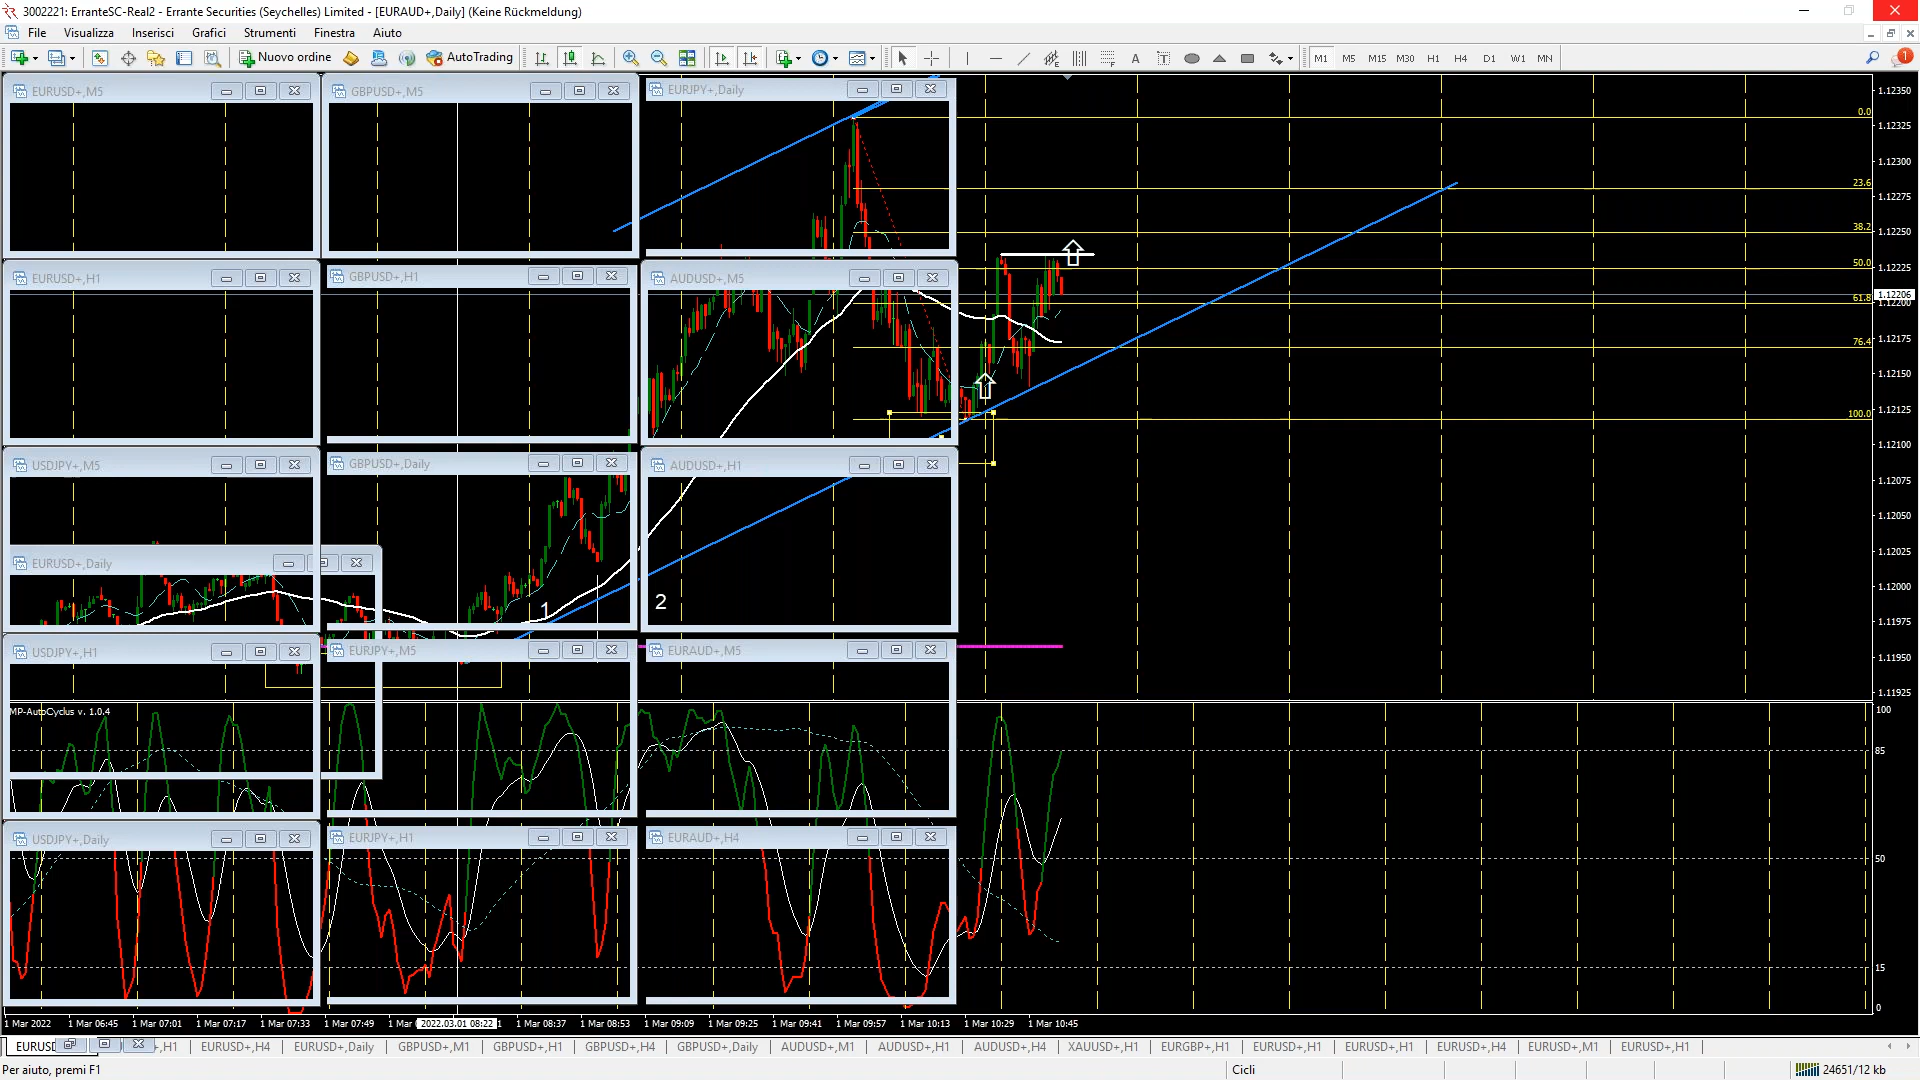 3002221: ErranteSC-Real2 - Errante Securities (Seychelles) Limited - [EURAUD+,Daily] (Keine Rückmeldung)
File Visualizza Inserisci Grafici Strumenti Finestra Aiuto
Nuovo ordine AutoTrading A T M1 M5 M15 M30 H1 H4 D1 W1 MN 1
EURUSD+,M5 GBPUSD+,M5 EURJPY+,Daily
1.12350
0.0
1.12325
1.12300
23.6
1.12275
38.2 1.12250
50.0 1.12225
EURUSD+,H1 GBPUSD+,H1 AUDUSD+,M5
1.12206
61.8 1.12200
76.4 1.12175
1.12150
100.0 1.12125
1.12100
USDJPY+,M5 GBPUSD+,Daily AUDUSD+,H1
1.12075
1.12050
1.12025
EURUSD+,Daily
1.12000
1 2
1.11975
USDJPY+,H1 EURJPY+,M5 EURAUD+,M5
1.11950
1.11925
MP-AutoCyclus v. 1.0.4
100
85
USDJPY+,Daily EURJPY+,H1 EURAUD+,H4
50
15
0
1 Mar 2022 1 Mar 06:45 1 Mar 07:01 1 Mar 07:17 1 Mar 07:33 1 Mar 07:49 1 Mar 2022.03.01 08:22 1 1 Mar 08:37 1 Mar 08:53 1 Mar 09:09 1 Mar 09:25 1 Mar 09:41 1 Mar 09:57 1 Mar 10:13 1 Mar 10:29 1 Mar 10:45
EURUSD +,H1 EURUSD+,H4 EURUSD+,Daily GBPUSD+,M1 GBPUSD+,H1 GBPUSD+,H4 GBPUSD+,Daily AUDUSD+,M1 AUDUSD+,H1 AUDUSD+,H4 XAUUSD+,H1 EURGBP+,H1 EURUSD+,H1 EURUSD+,H1 EURUSD+,H4 EURUSD+,M1 EURUSD+,H1
Per aiuto, premi F1 Cicli 24651/12 kb